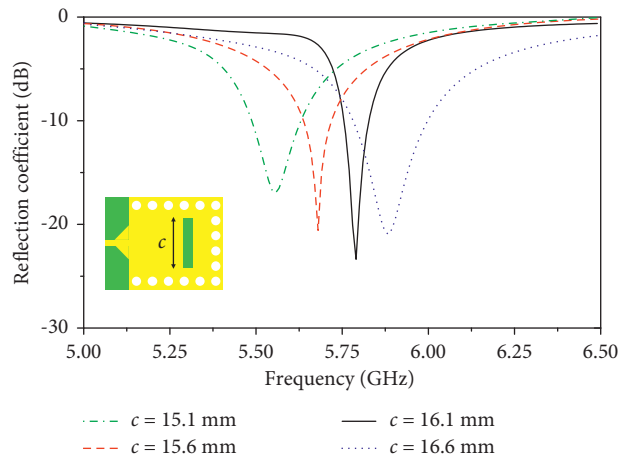 0
-10
-20
-30
Reflection coefficient (dB)
c
5.00 5.25 5.50 5.75 6.00 6.25 6.50
Frequency (GHz)
c = 15.1 mm
c = 15.6 mm
c = 16.1 mm
c = 16.6 mm